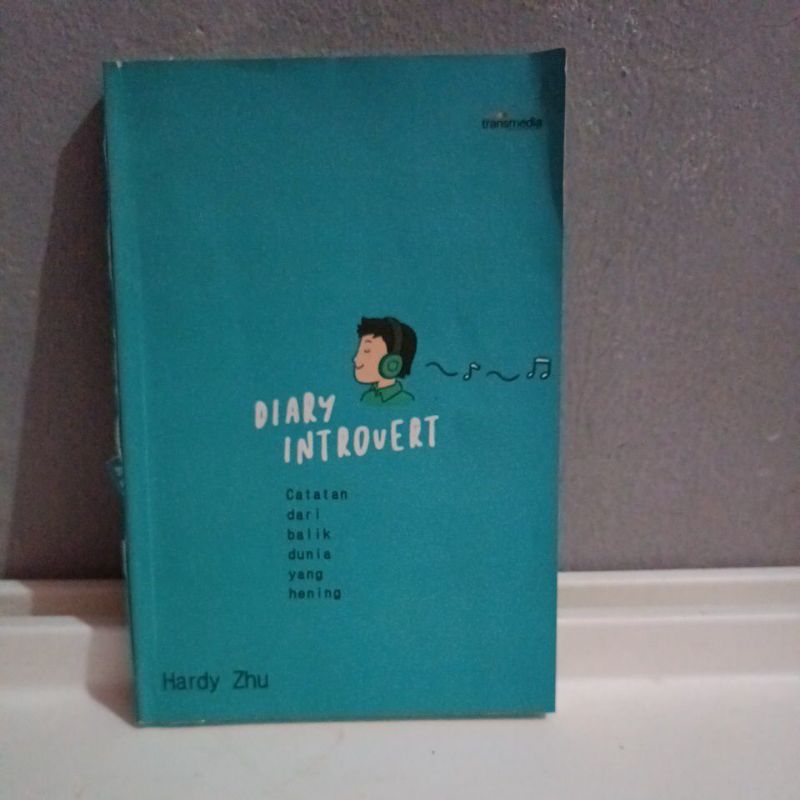 transmedia
DIARY
INTROVERT
Catatan
dari
balik
dunia
yang
hening
Hardy Zhu